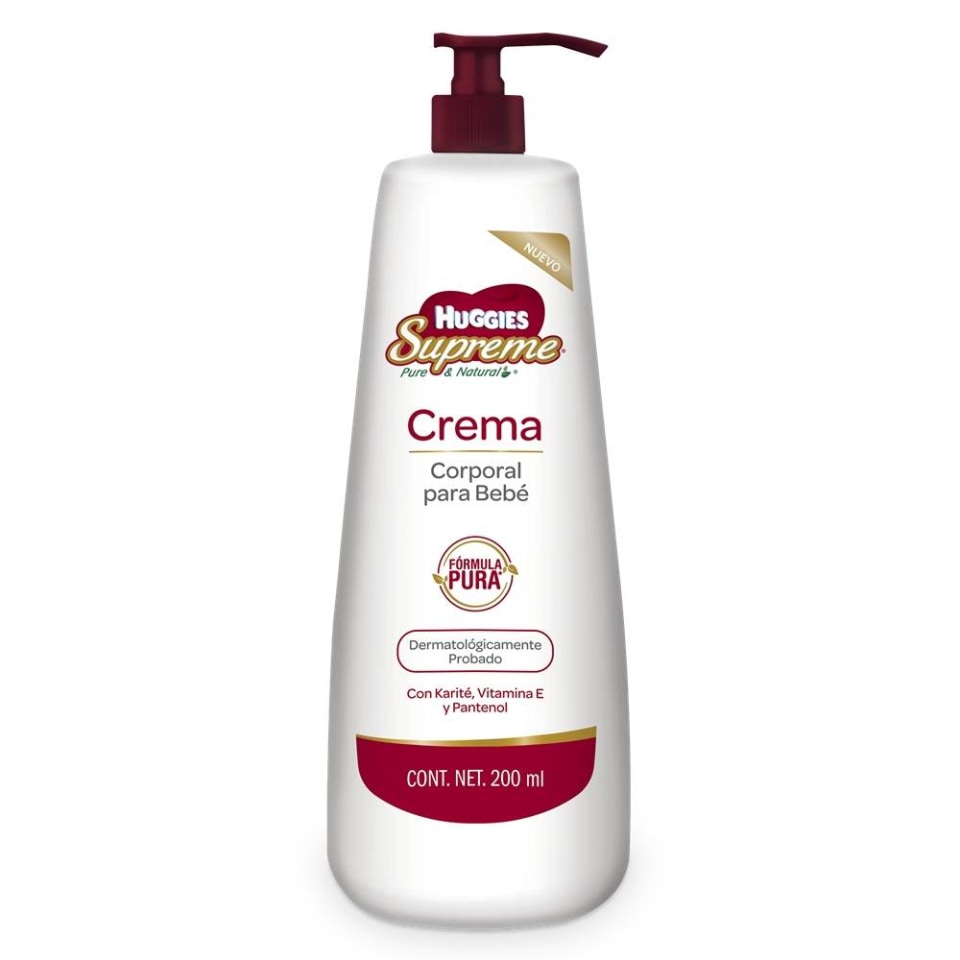 NUEVO
HUGGIES
Supreme®
Pure & Natural®
Crema
Corporal
para Bebé
FÓRMULA
PURA*
Dermatológicamente
Probado
Con Karité, Vitamina E
y Pantenol
CONT. NET. 200 ml